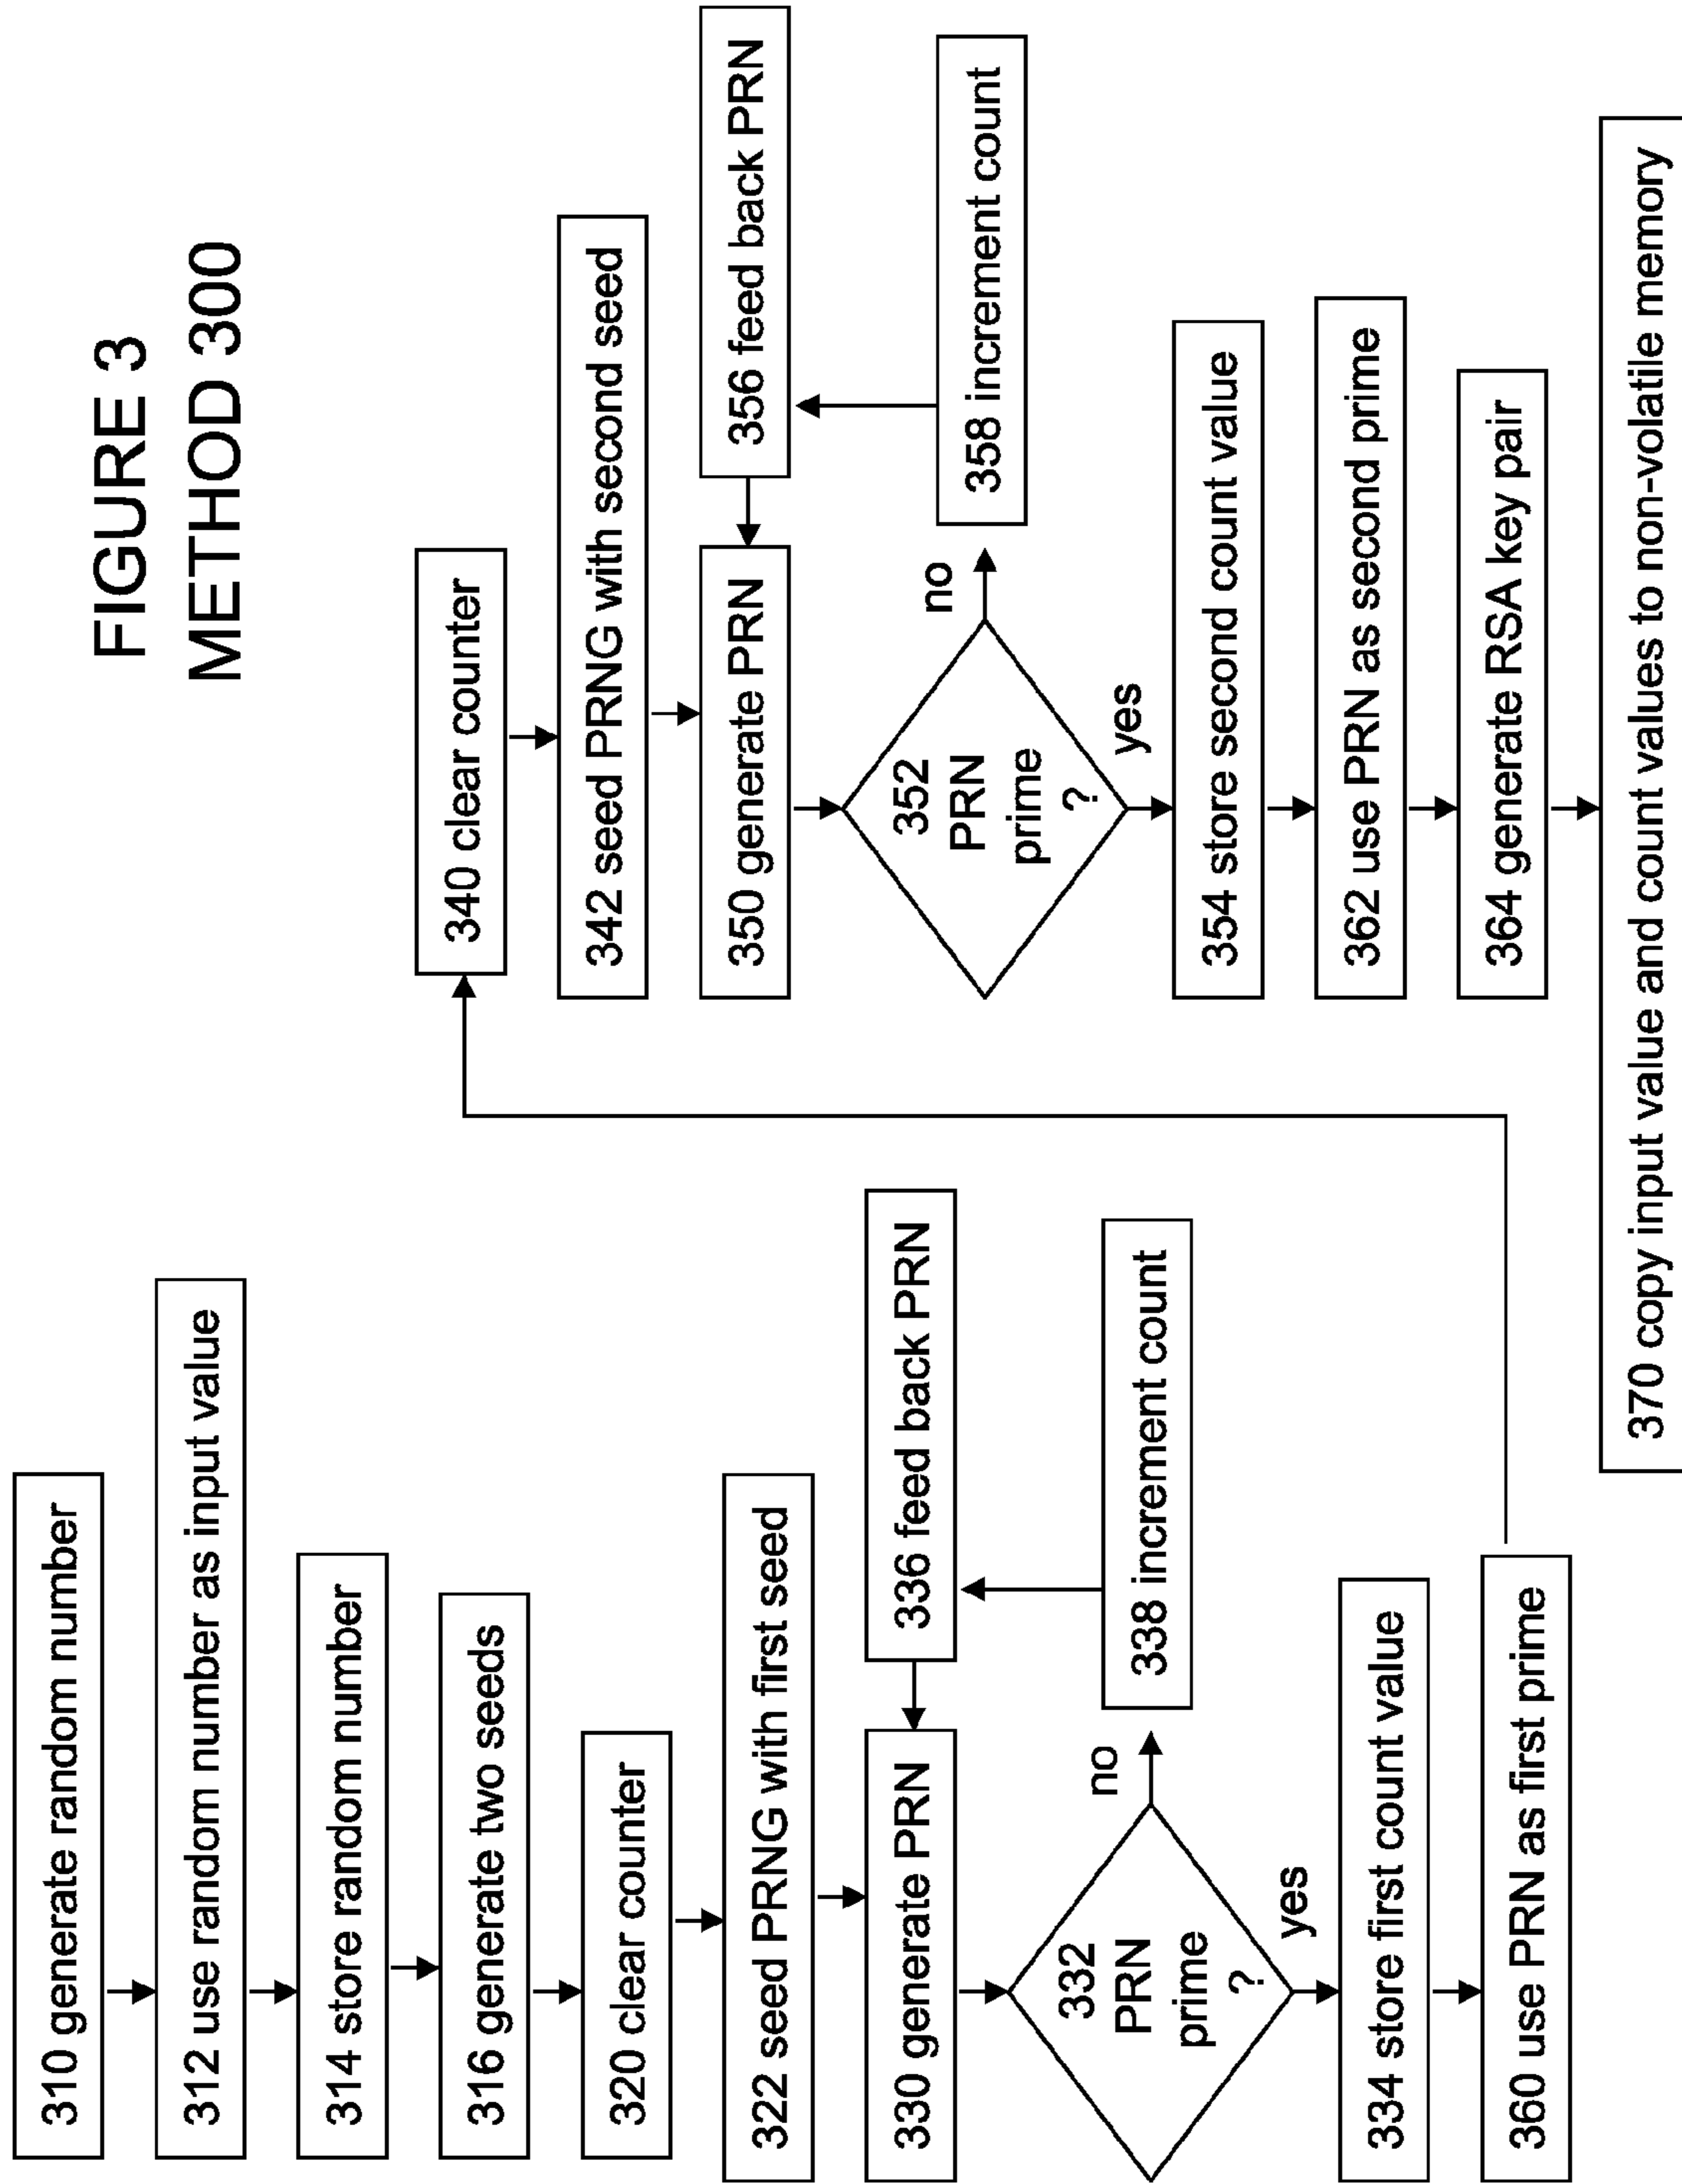 FIGURE 3
METHOD 300
310 generate random number
312 use random number as input value
314 store random number
316 generate two seeds
320 clear counter
322 seed PRNG with first seed
330 generate PRN
336 feed back PRN
332
PRN
prime
?
no
338 increment count
yes
334 store first count value
360 use PRN as first prime
340 clear counter
342 seed PRNG with second seed
350 generate PRN
356 feed back PRN
352
PRN
prime
?
no
358 increment count
yes
354 store second count value
362 use PRN as second prime
364 generate RSA key pair
370 copy input value and count values to non-volatile memory